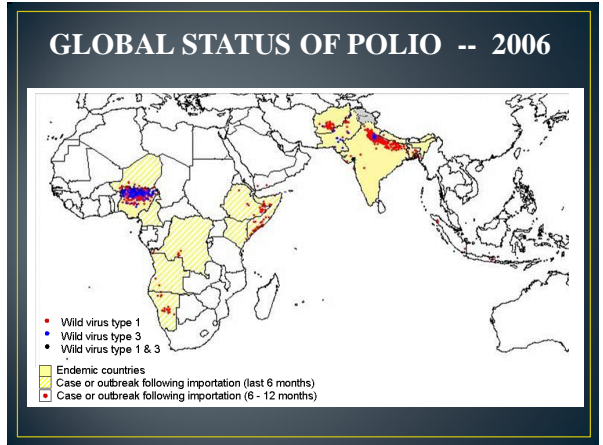 GLOBAL STATUS OF POLIO -- 2006
Wild virus type 1
Wild virus type 3
Wild virus type 1 & 3
Endemic countries
Case or outbreak following importation (last 6 months)
Case or outbreak following importation (6 - 12 months)